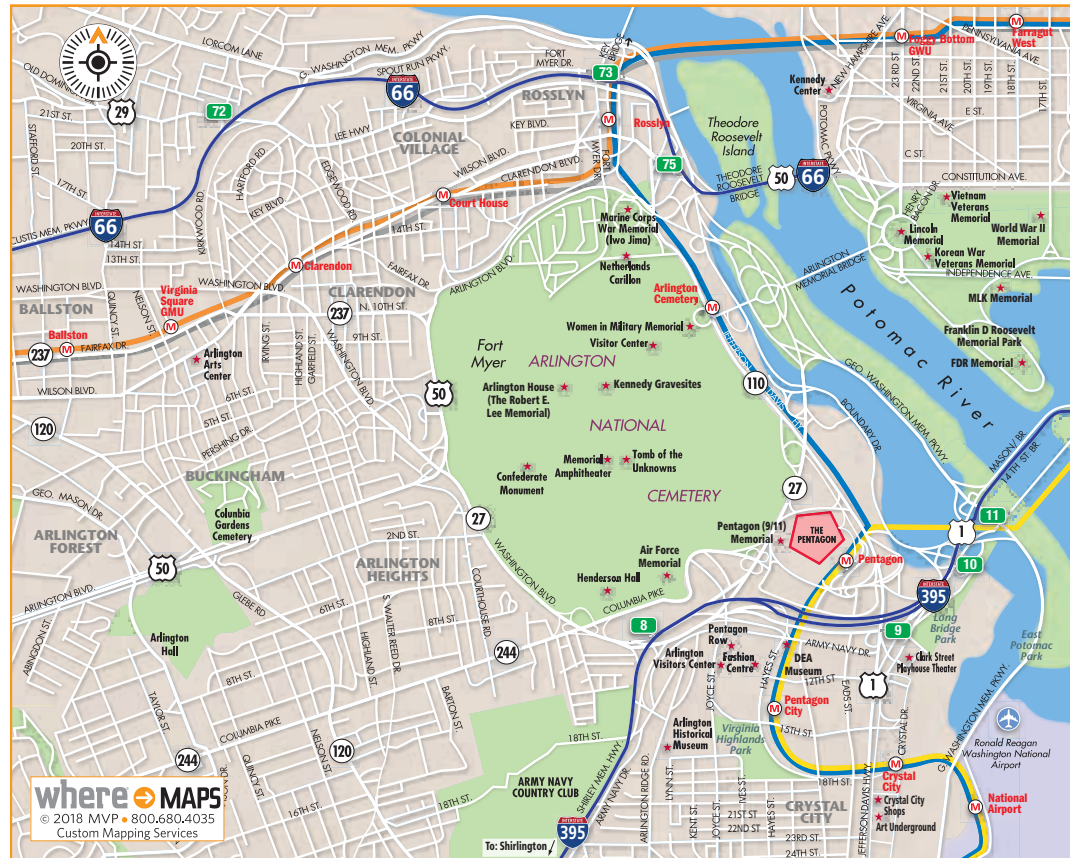 LORCOM LANE
G. WASHINGTON MEM. PKWY
SPOUT RUN PKWY
FORT
MYER DR.
KEY
BRIDGE
73
Foggy Bottom
GWU
Farragut
West
NEW HAMPSHIRE AVE.
PENNSYLVANIA AVE.
Kennedy
Center
23 RD ST.
22ND ST.
21ST ST.
20TH ST.
19TH ST.
18TH ST.
17TH ST.
VIRGINIA AVE.
E ST.
C ST.
POTOMAC PKWY.
21ST ST.
20TH ST.
29
72
INTERSTATE
66
ROSSLYN
KEY BLVD.
LEE HWY
COLONIAL
VILLAGE
WILSON BLVD.
CLARENDON BLVD.
M
Rosslyn
FORT
MYER DR.
75
Theodore
Roosevelt
Island
THEODORE
ROOSEVELT
BRIDGE
50
INTERSTATE
66
CONSTITUTION AVE.
STAFFORD ST.
17TH ST.
HARTFORD RD.
KEY BLVD.
EDGEWOOD RD.
KIRKWOOD RD.
CUSTIS MEM. PKWY
INTERSTATE
66
14TH ST.
13TH ST.
M
Court House
14TH ST.
M
Clarendon
FAIRFAX DR.
ARLINGTON BLVD.
Marine Corps
War Memorial
(Iwo Jima)
Netherlands
Carillon
HENRY
BACON DR.
Vietnam
Veterans
Memorial
World War II
Memorial
Lincoln
Memorial
Korean War
Veterans Memorial
INDEPENDENCE AVE.
ARLINGTON
MEMORIAL BRIDGE
MLK Memorial
WASHINGTON BLVD.
WASHINGTON BLVD.
BALLSTON
QUINCY ST.
NELSON ST.
Virginia
Square
GMU
M
Ballston
M
237
FAIRFAX DR.
WILSON BLVD.
CLARENDON
237
N. 10TH ST.
9TH ST.
IRVING ST.
HIGHLAND ST.
GARFIELD ST.
WASHINGTON BLVD.
Arlington
Arts
Center
6TH ST.
5TH ST.
PERSHING DR.
Arlington
Cemetery
M
Women in Military Memorial
Visitor Center
Fort
Myer
ARLINGTON
Arlington House
(The Robert E.
Lee Memorial)
Kennedy Gravesites
NATIONAL
Memorial
Amphitheater
Tomb of the
Unknowns
Confederate
Monument
CEMETERY
JEFFERSON DAVIS HWY
110
BOUNDARY DR.
GEO. WASHINGTON MEM. PKWY.
Potomac River
Franklin D Roosevelt
Memorial Park
FDR Memorial
MASON/BR.
14TH ST BR.
120
50
BUCKINGHAM
GEO. MASON DR.
Columbia
Gardens
Cemetery
ARLINGTON
FOREST
50
ARLINGTON BLVD.
2ND ST.
ARLINGTON
HEIGHTS
27
WASHINGTON BLVD.
27
Pentagon (9/11)
Memorial
THE
PENTAGON
M
Pentagon
1
11
10
INTERSTATE
395
9
Long
Bridge
Park
East
Potomac
Park
Air Force
Memorial
Henderson Hall
COLUMBIA PIKE
8
ABINGDON ST.
Arlington
Hall
GLEBE RD
6TH ST.
8TH ST.
HIGHLAND ST.
S. WALTER REED DR.
COURTHOUSE RD.
244
8TH ST.
TAYLOR ST.
COLUMBIA PIKE
BARTON ST.
NELSON ST.
120
244
QUINCY ST.
16TH ST.
Pentagon
Row
Arlington
Visitors Center
Fashion
Centre
HAYES ST.
DEA
Museum
ARMY NAVY DR.
Clark Street
Playhouse Theater
12TH ST.
EADS ST.
1
JOYCE ST.
M
Pentagon
City
15TH ST.
Virginia
Highlands
Park
Arlington
Historical
Museum
18TH ST.
ARMY NAVY
COUNTRY CLUB
18TH ST.
SHIRLEY MEM. HWY.
ARMY NAVY DR.
INTERSTATE
395
To: Shirlington
ARLINGTON RIDGE RD.
LYNN ST.
KENT ST.
JOYCE ST.
IVES ST.
HAYES ST.
18TH ST.
21ST ST.
22ND ST.
23RD ST.
24TH ST.
CRYSTAL
CITY
JEFFERSON DAVIS HWY.
CRYSTAL DR.
M
Crystal
City
Crystal City
Shops
Art Underground
G. WASHINGTON MEM. PKWY.
Ronald Reagan
Washington National
Airport
M
National
Airport
where MAPS
© 2018 MVP • 800.680.4035
Custom Mapping Services